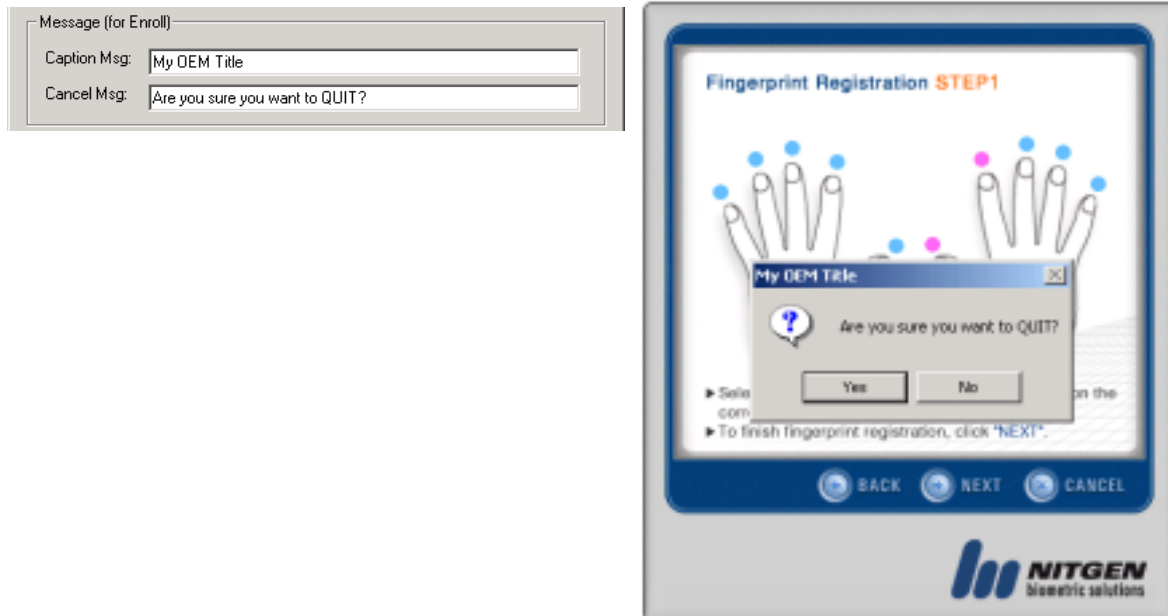 Message (for Enroll)
Caption Msg: My OEM Title
Cancel Msg: Are you sure you want to QUIT?
Fingerprint Registration STEP1
My OEM Title
Are you sure you want to QUIT?
Yes No
on the
To finish fingerprint registration, click "NEXT".
BACK NEXT CANCEL
NITGEN
biometric solutions